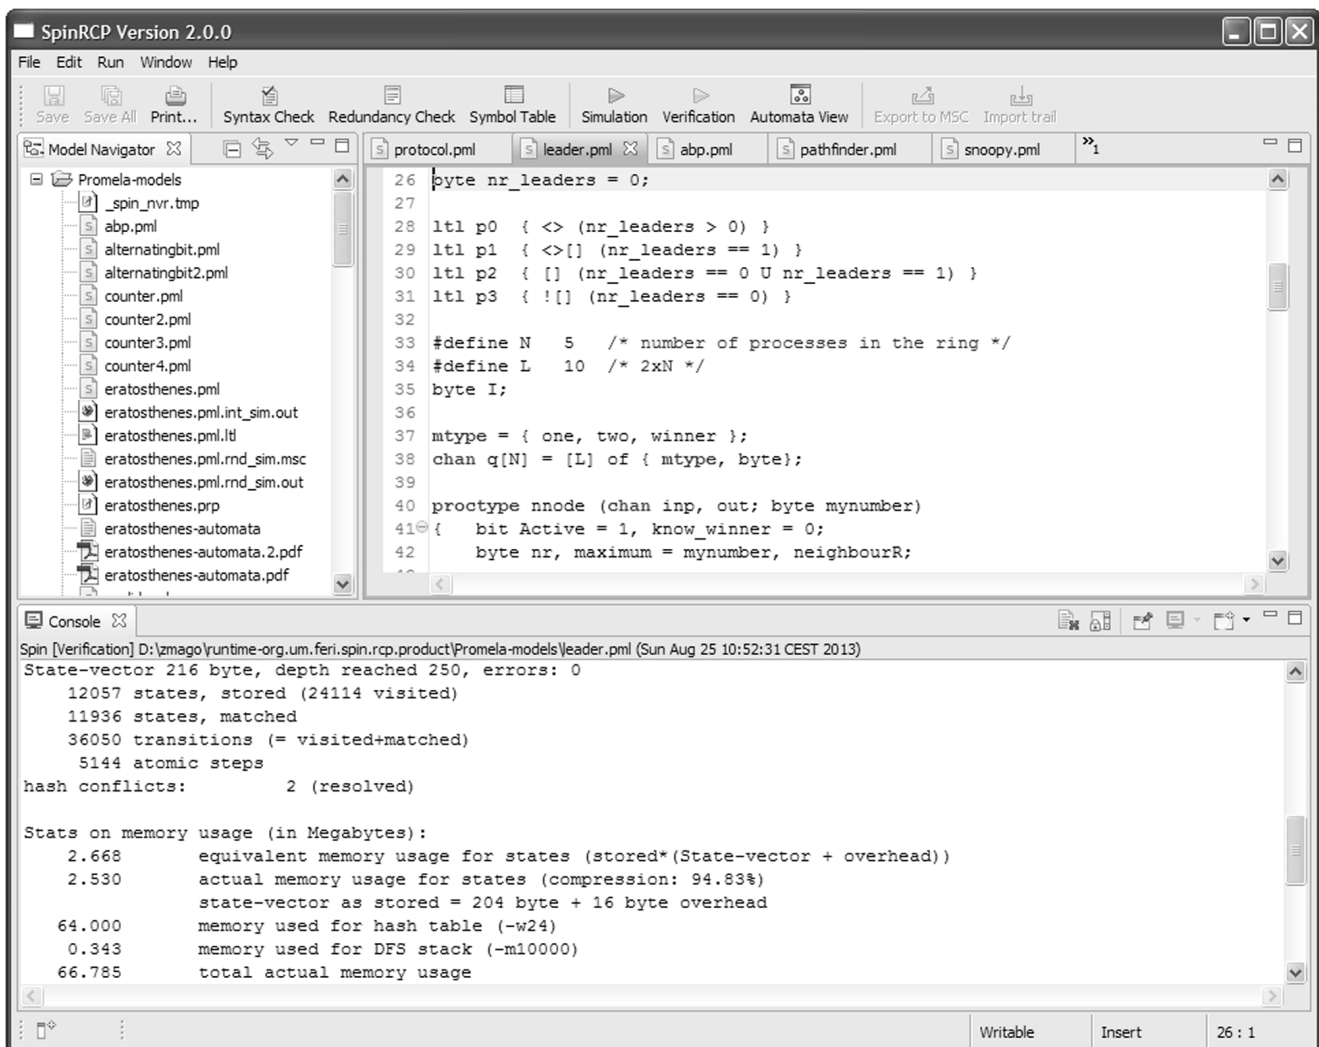 SpinRCP Version 2.0.0
File Edit Run Window Help
Save Save All Print... Syntax Check Redundancy Check Symbol Table Simulation Verification Automata View Export to MSC Import trail
Model Navigator
Promela-models
_spin_nvr.tmp
abp.pml
alternatingbit.pml
alternatingbit2.pml
counter.pml
counter2.pml
counter3.pml
counter4.pml
eratosthenes.pml
eratosthenes.pml.int_sim.out
eratosthenes.pml.ltl
eratosthenes.pml.rnd_sim.msc
eratosthenes.pml.rnd_sim.out
eratosthenes.prp
eratosthenes-automata
eratosthenes-automata.2.pdf
eratosthenes-automata.pdf
protocol.pml leader.pml abp.pml pathfinder.pml snoopy.pml »1
26 byte nr_leaders = 0;
27
28 ltl p0 { <> (nr_leaders > 0) }
29 ltl p1 { <>[] (nr_leaders == 1) }
30 ltl p2 { [] (nr_leaders == 0 U nr_leaders == 1) }
31 ltl p3 { ![] (nr_leaders == 0) }
32
33 #define N 5 /* number of processes in the ring */
34 #define L 10 /* 2xN */
35 byte I;
36
37 mtype = { one, two, winner };
38 chan q[N] = [L] of { mtype, byte};
39
40 proctype nnode (chan inp, out; byte mynumber)
41 { bit Active = 1, know_winner = 0;
42 byte nr, maximum = mynumber, neighbourR;
Console
Spin [Verification] D:\zmago\runtime-org.um.feri.spin.rcp.product\Promela-models\leader.pml (Sun Aug 25 10:52:31 CEST 2013)
State-vector 216 byte, depth reached 250, errors: 0
12057 states, stored (24114 visited)
11936 states, matched
36050 transitions (= visited+matched)
5144 atomic steps
hash conflicts: 2 (resolved)
Stats on memory usage (in Megabytes):
2.668 equivalent memory usage for states (stored*(State-vector + overhead))
2.530 actual memory usage for states (compression: 94.83%)
state-vector as stored = 204 byte + 16 byte overhead
64.000 memory used for hash table (-w24)
0.343 memory used for DFS stack (-m10000)
66.785 total actual memory usage
Writable Insert 26 : 1